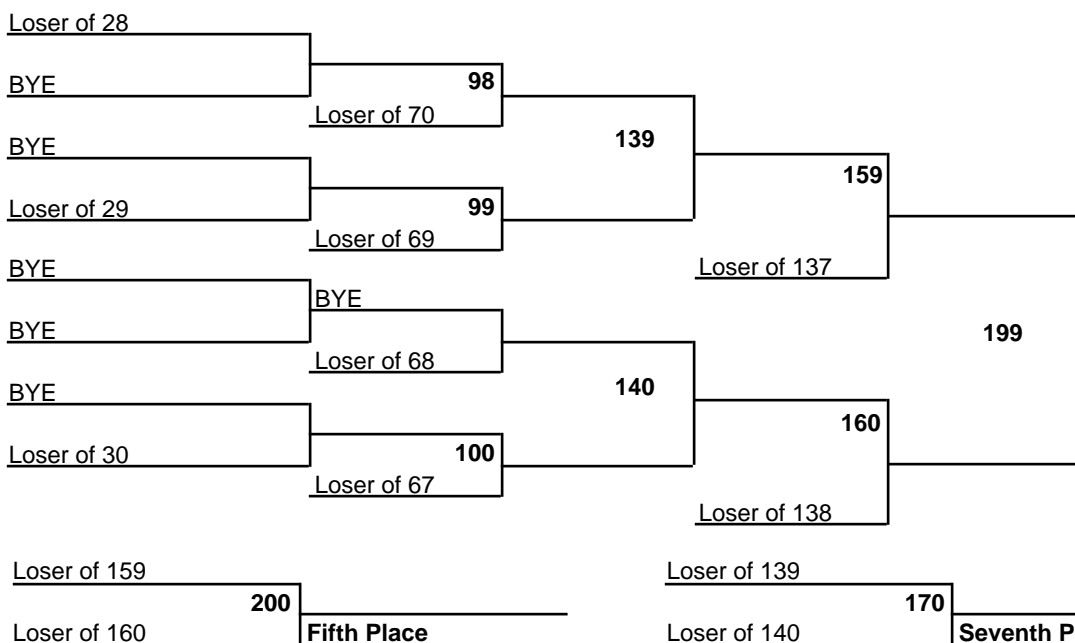 Loser of 28
BYE
98
Loser of 70
139
BYE
159
Loser of 29
99
Loser of 69
BYE
Loser of 137
BYE
BYE
199
Loser of 68
BYE
140
160
Loser of 30
100
Loser of 67
Loser of 138
Loser of 159
Loser of 139
200
170
Loser of 160
Fifth Place
Loser of 140
Seventh P